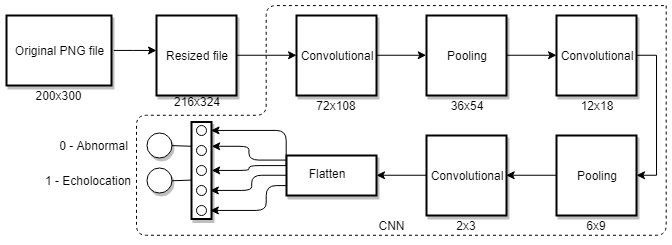 Original PNG file
200x300
Resized file
216x324
Convolutional
72x108
Pooling
36x54
Convolutional
12x18
0 - Abnormal
1 - Echolocation
Flatten
Convolutional
2x3
Pooling
6x9
CNN